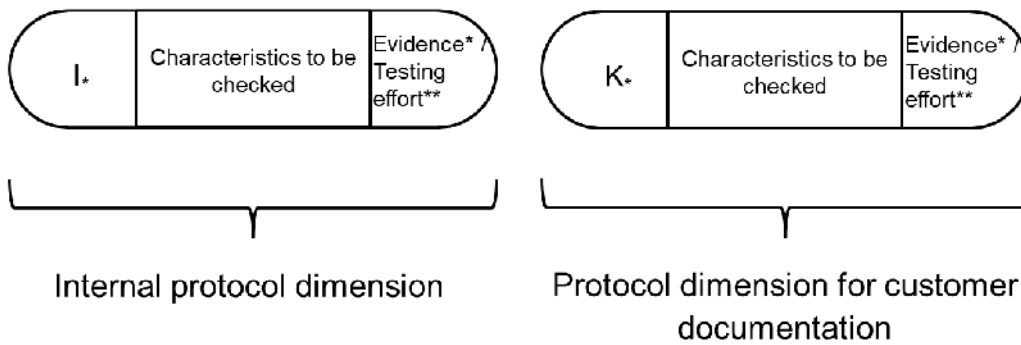 I*
Characteristics to be
checked
Evidence* /
Testing
effort**
K*
Characteristics to be
checked
Evidence* /
Testing
effort**
Internal protocol dimension
Protocol dimension for customer
documentation